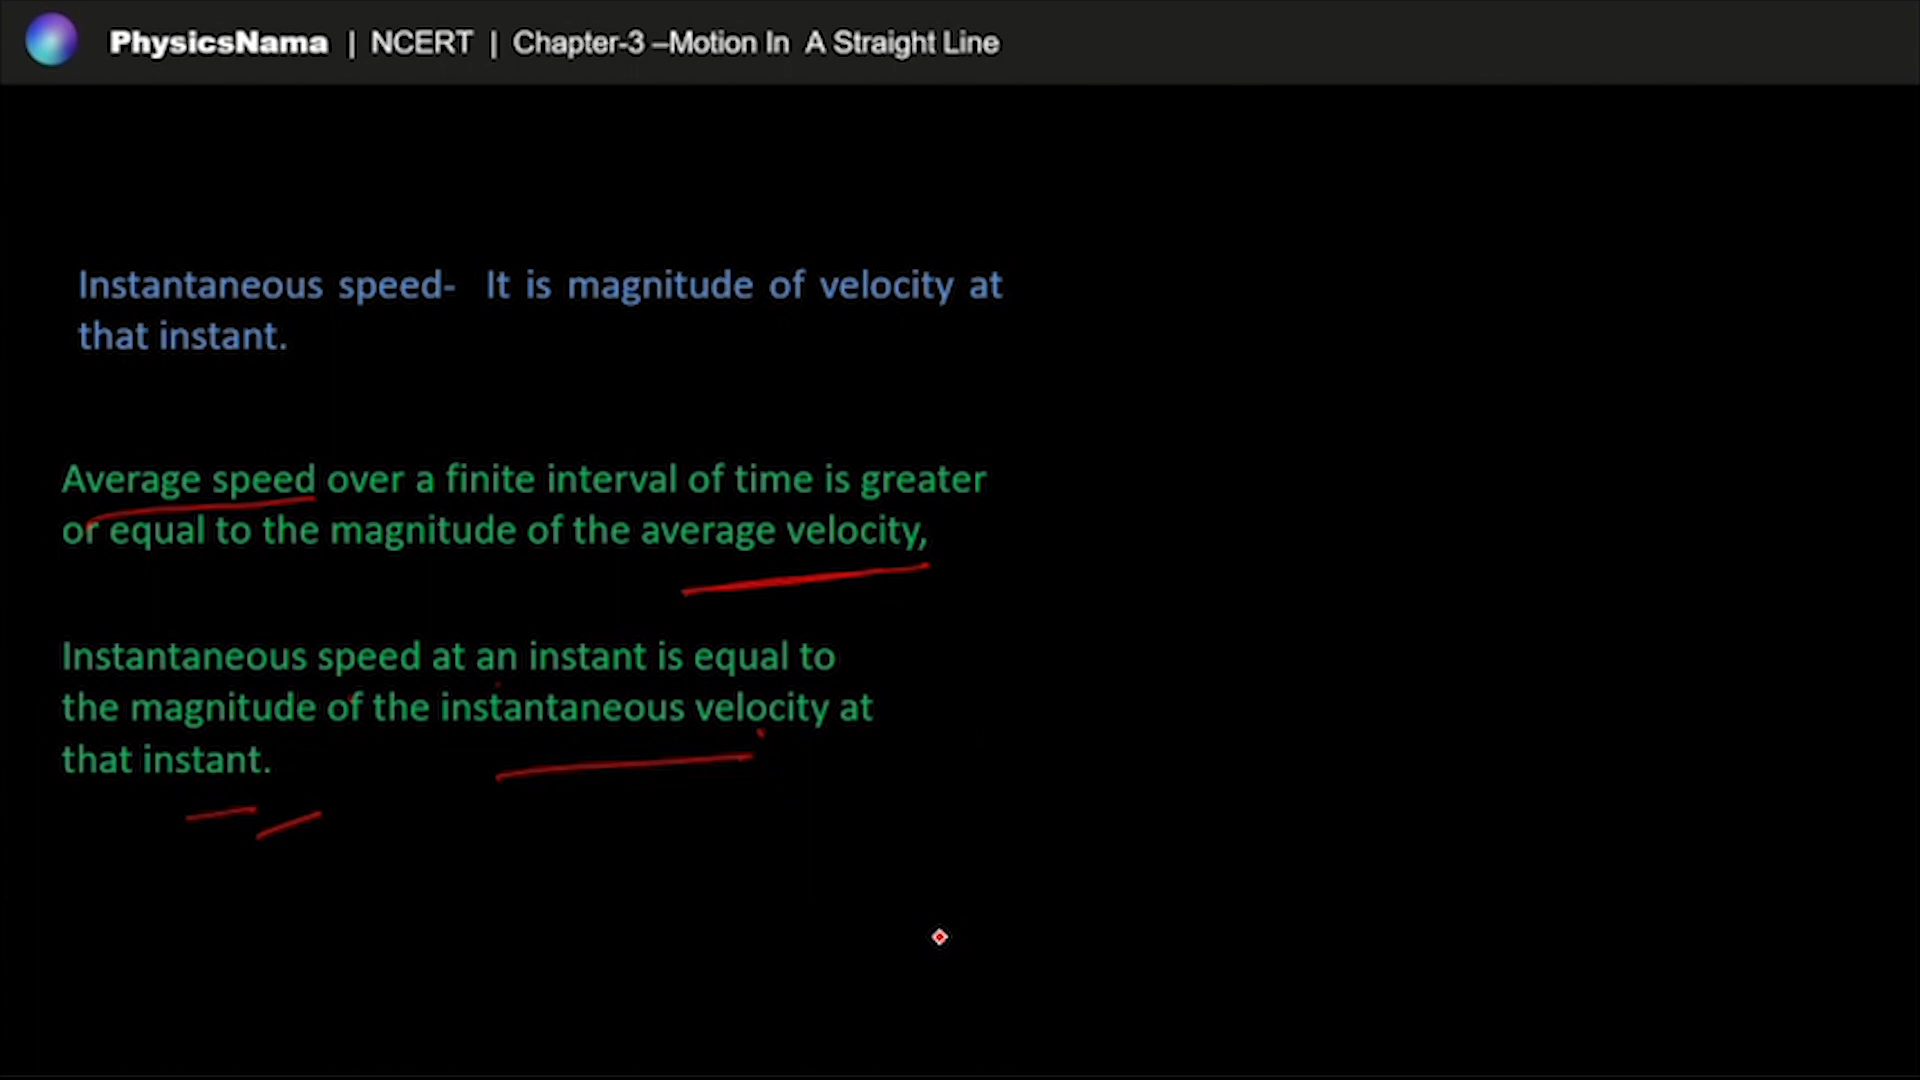 PhysicsNama | NCERT | Chapter-3 –Motion In A Straight Line
Instantaneous speed- It is magnitude of velocity at
that instant.
Average speed over a finite interval of time is greater
or equal to the magnitude of the average velocity,
Instantaneous speed at an instant is equal to
the magnitude of the instantaneous velocity at
that instant.